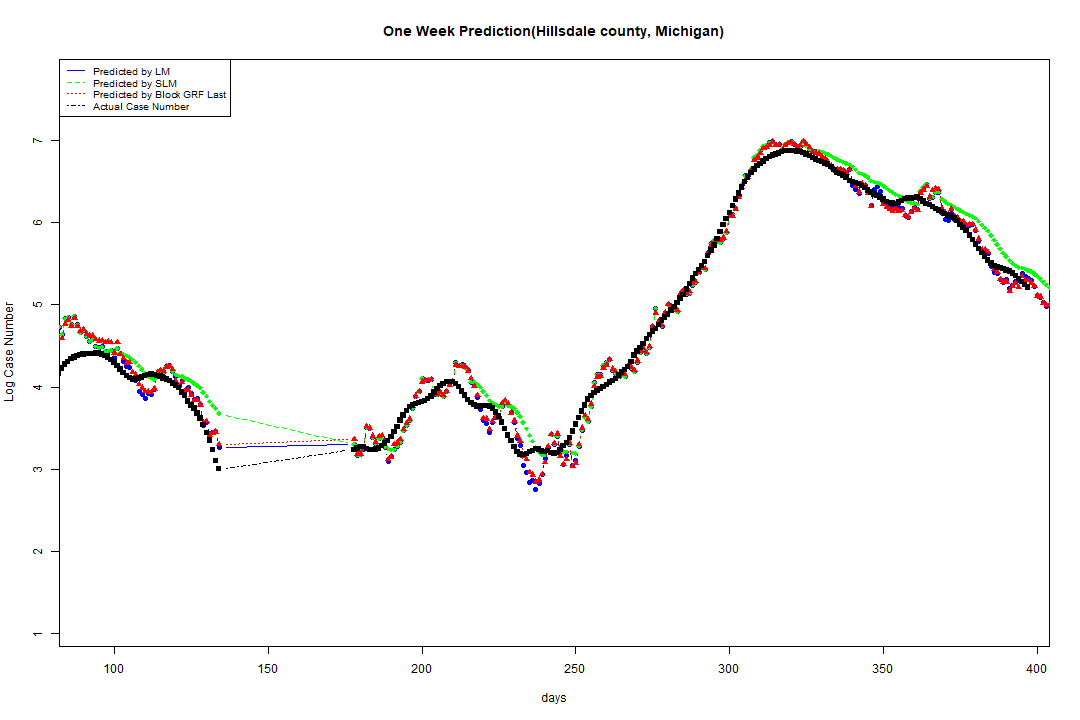 One Week Prediction(Hillsdale county, Michigan)
Predicted by LM
Predicted by SLM
Predicted by Block GRF Last
Actual Case Number
Log Case Number
7
6
5
4
3
2
1
100 150 200 250 300 350 400
days